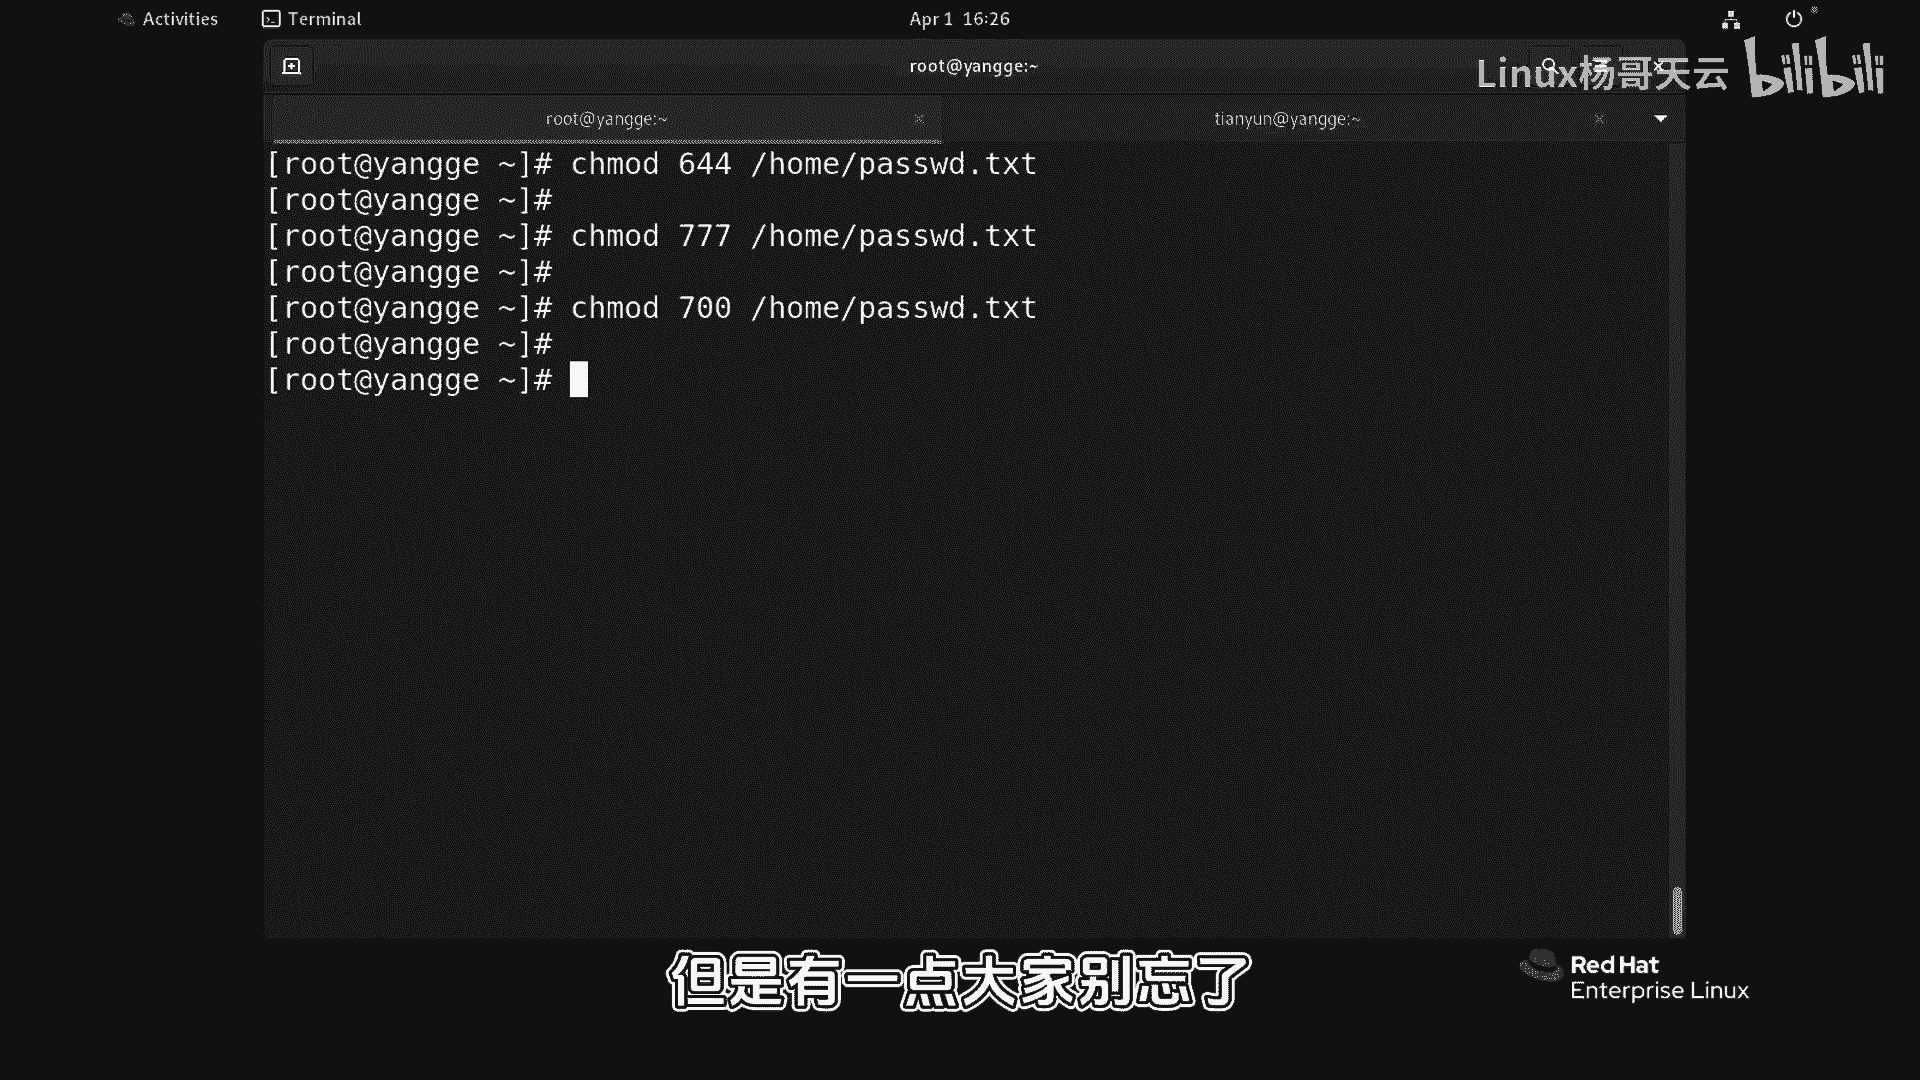 Activities Terminal Apr 1 16:26
root@yangge:~
Linux杨哥天云 bilibili
root@yangge:~ tianyun@yangge:~
[root@yangge ~]# chmod 644 /home/passwd.txt
[root@yangge ~]#
[root@yangge ~]# chmod 777 /home/passwd.txt
[root@yangge ~]#
[root@yangge ~]# chmod 700 /home/passwd.txt
[root@yangge ~]#
[root@yangge ~]#
但是有一点大家别忘了
Red Hat
Enterprise Linux